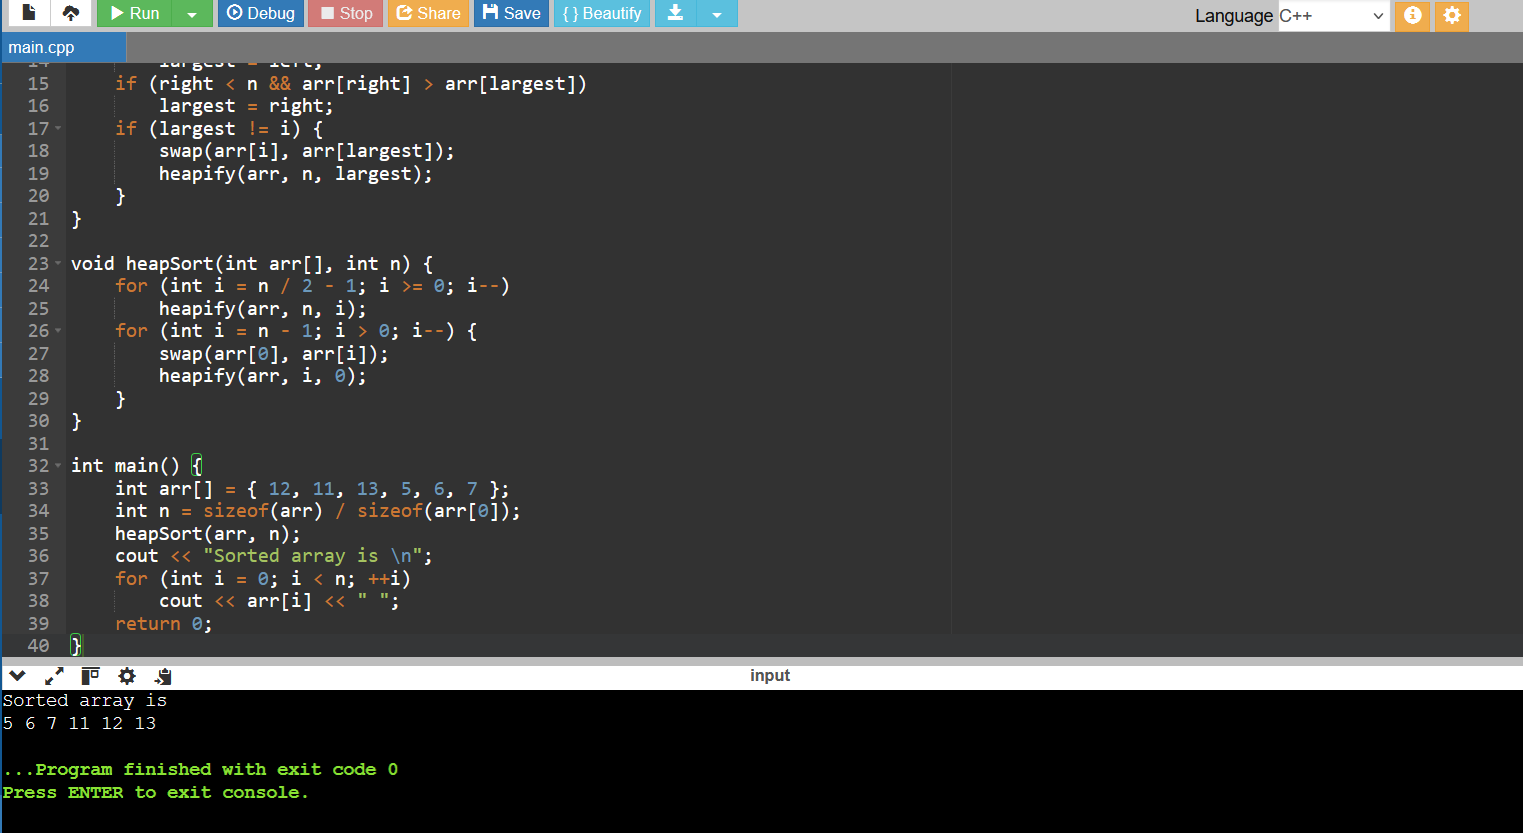 Run Debug Stop Share Save { } Beautify Language C++
main.cpp
14 largest = left;
15 if (right < n && arr[right] > arr[largest])
16 largest = right;
17 if (largest != i) {
18 swap(arr[i], arr[largest]);
19 heapify(arr, n, largest);
20 }
21 }
22
23 void heapSort(int arr[], int n) {
24 for (int i = n / 2 - 1; i >= 0; i--)
25 heapify(arr, n, i);
26 for (int i = n - 1; i > 0; i--) {
27 swap(arr[0], arr[i]);
28 heapify(arr, i, 0);
29 }
30 }
31
32 int main() {
33 int arr[] = { 12, 11, 13, 5, 6, 7 };
34 int n = sizeof(arr) / sizeof(arr[0]);
35 heapSort(arr, n);
36 cout << "Sorted array is \n";
37 for (int i = 0; i < n; ++i)
38 cout << arr[i] << " ";
39 return 0;
40 }
input
Sorted array is
5 6 7 11 12 13
...Program finished with exit code 0
Press ENTER to exit console.